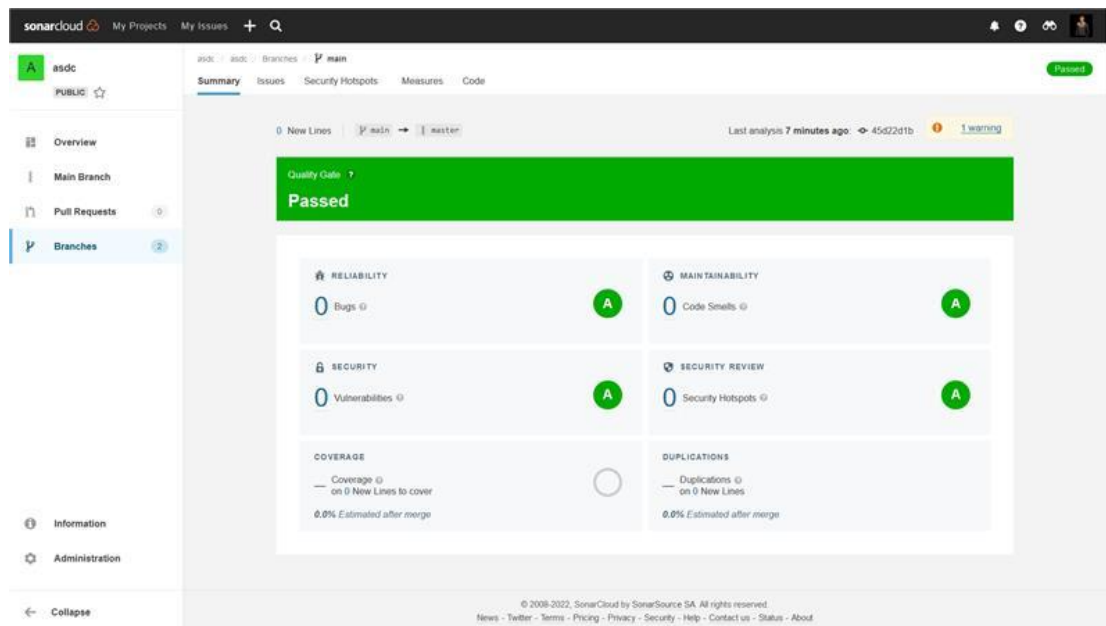 sonarcloud My Projects My Issues
A asdc
PUBLIC
Overview
Main Branch
Pull Requests 0
Branches 2
Information
Administration
Collapse
asdc / asdc / Branches / main
Summary Issues Security Hotspots Measures Code
Passed
0 New Lines main → master
Last analysis 7 minutes ago: 45d22d1b 1 warning
Quality Gate ?
Passed
RELIABILITY
0 Bugs A
MAINTAINABILITY
0 Code Smells A
SECURITY
0 Vulnerabilities A
SECURITY REVIEW
0 Security Hotspots A
COVERAGE
— Coverage
on 0 New Lines to cover
0.0% Estimated after merge
DUPLICATIONS
— Duplications
on 0 New Lines
0.0% Estimated after merge
© 2008-2022, SonarCloud by SonarSource SA. All rights reserved.
News - Twitter - Terms - Pricing - Privacy - Security - Help - Contact us - Status - About